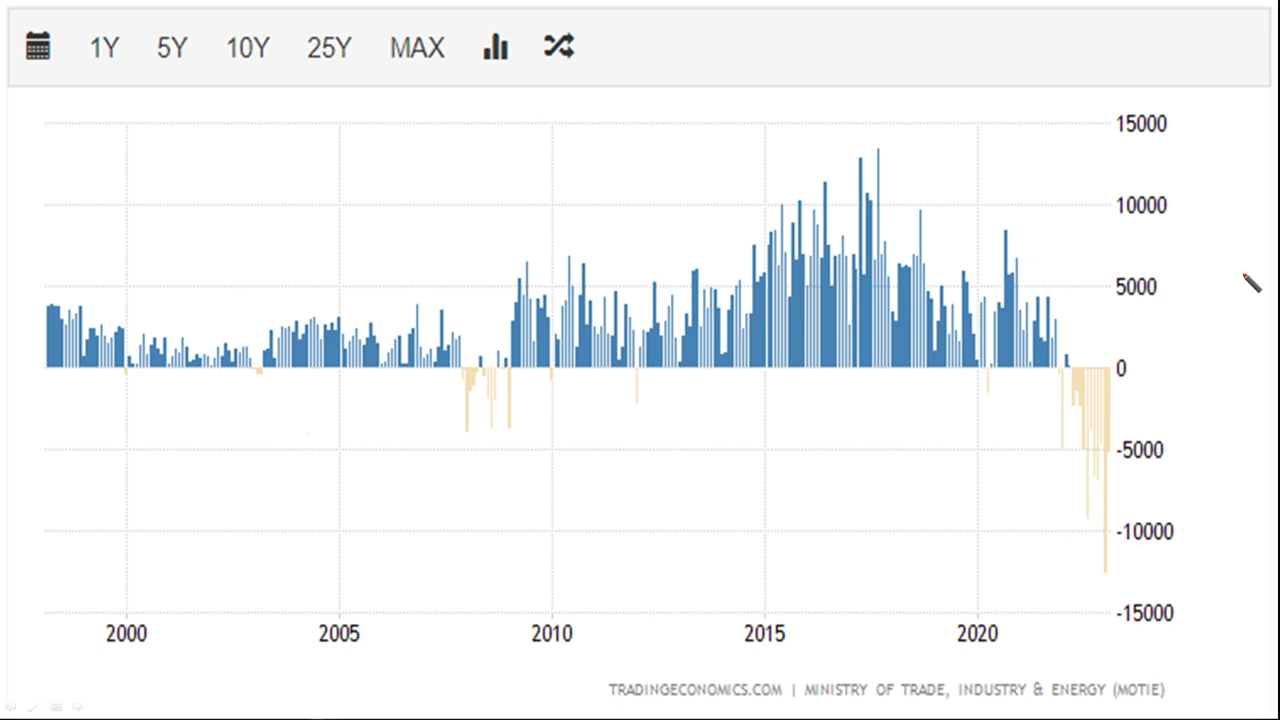 1Y 5Y 10Y 25Y MAX
15000
10000
5000
0
-5000
-10000
-15000
2000 2005 2010 2015 2020
TRADINGECONOMICS.COM | MINISTRY OF TRADE, INDUSTRY & ENERGY (MOTIE)